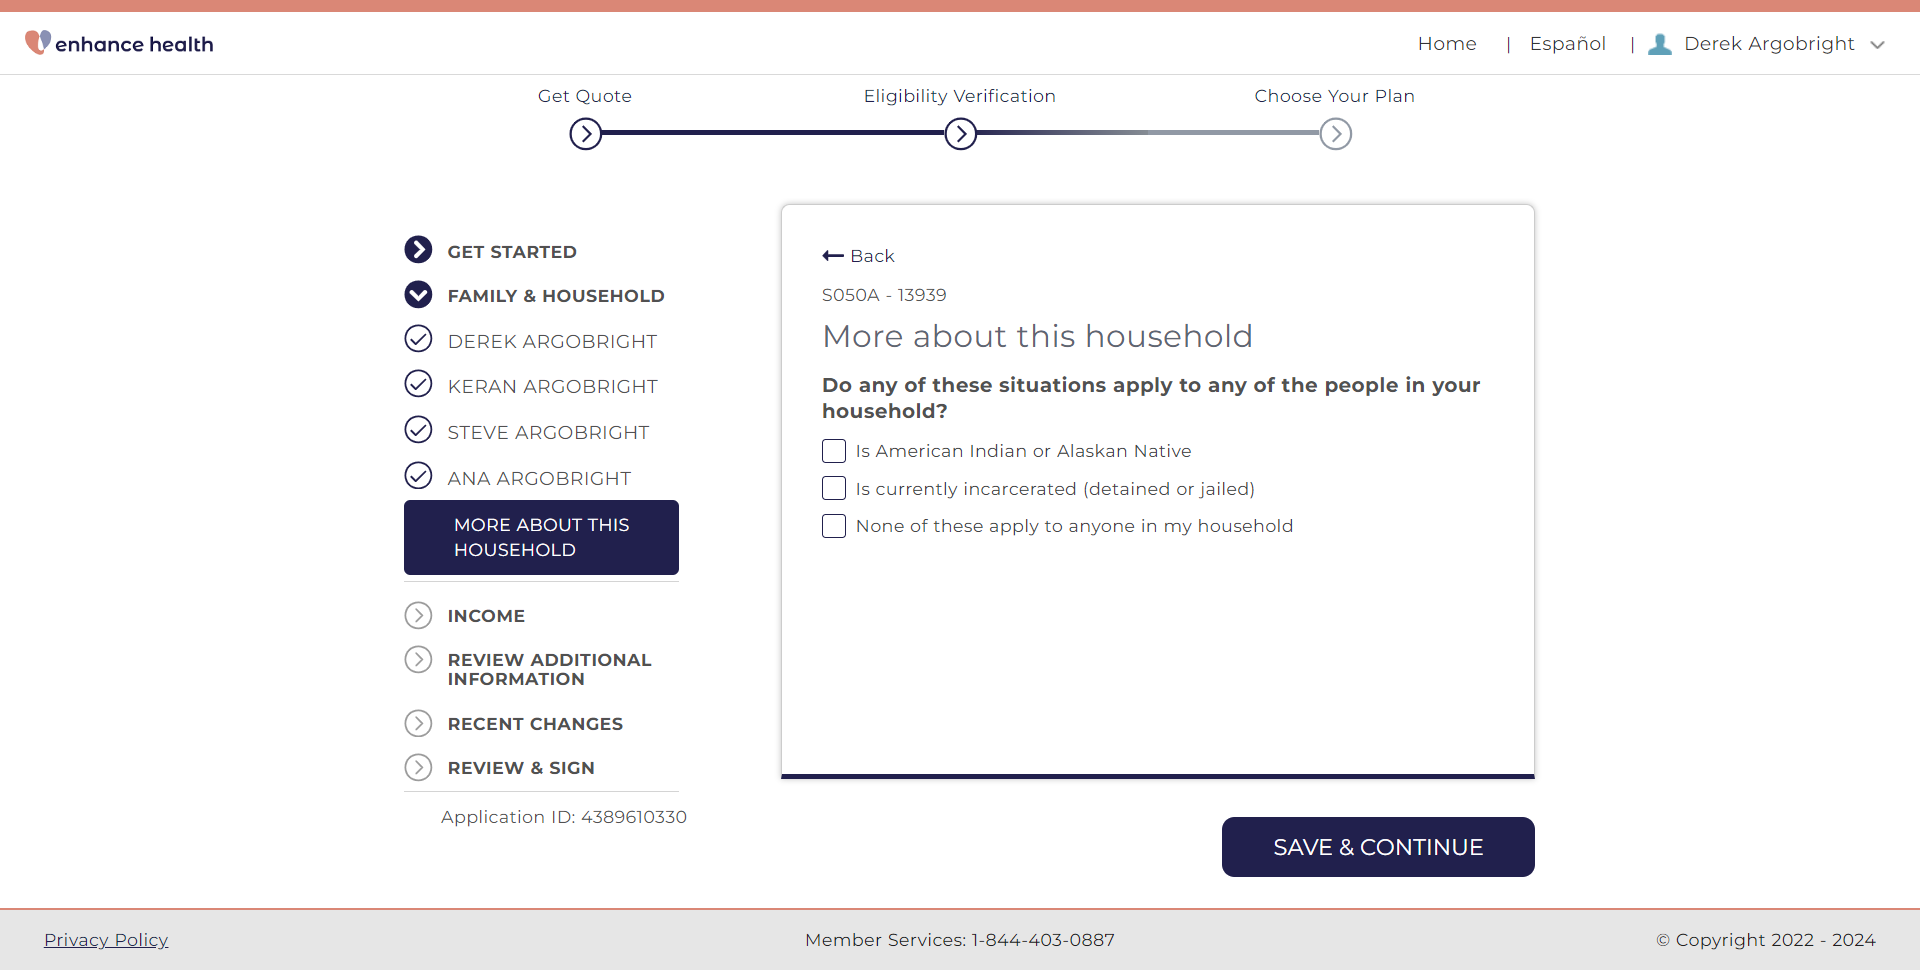 enhance health
Home | Español | Derek Argobright
Get Quote
Eligibility Verification
Choose Your Plan
GET STARTED
FAMILY & HOUSEHOLD
DEREK ARGOBRIGHT
KERAN ARGOBRIGHT
STEVE ARGOBRIGHT
ANA ARGOBRIGHT
MORE ABOUT THIS
HOUSEHOLD
INCOME
REVIEW ADDITIONAL
INFORMATION
RECENT CHANGES
REVIEW & SIGN
Application ID: 4389610330
Back
S050A - 13939
More about this household
Do any of these situations apply to any of the people in your
household?
Is American Indian or Alaskan Native
Is currently incarcerated (detained or jailed)
None of these apply to anyone in my household
SAVE & CONTINUE
Privacy Policy
Member Services: 1-844-403-0887
© Copyright 2022 - 2024